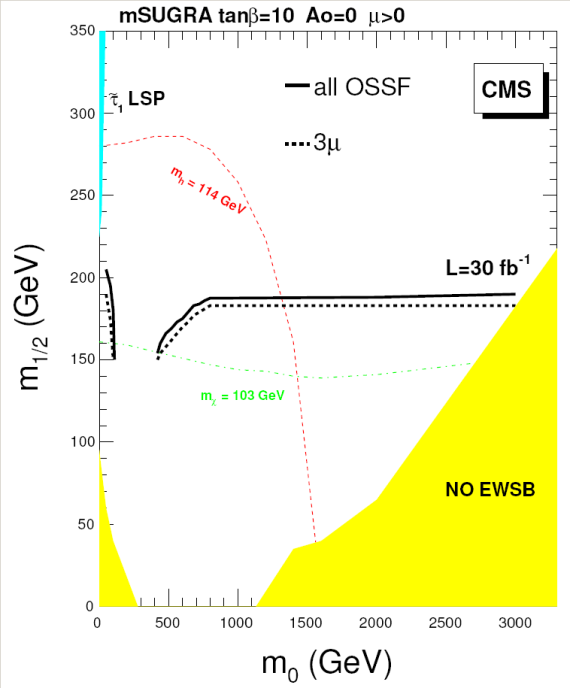 mSUGRA tanβ=10 Ao=0 μ>0
350
300
250
200
150
100
50
0
m1/2 (GeV)
τ̃1 LSP
all OSSF
3μ
CMS
mh = 114 GeV
L=30 fb-1
mχ = 103 GeV
NO EWSB
0 500 1000 1500 2000 2500 3000
m0 (GeV)